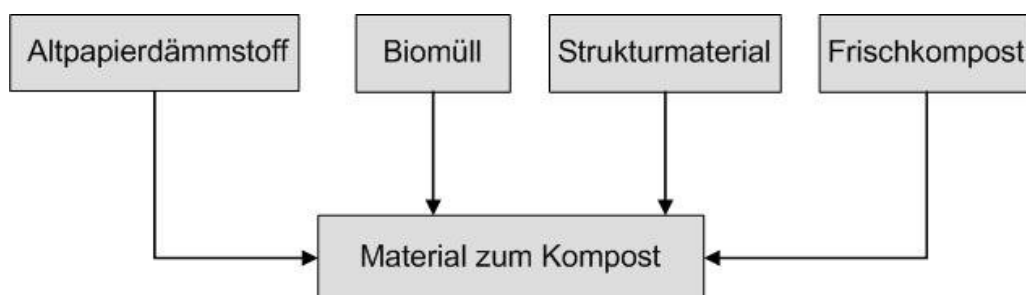 Altpapierdämmstoff
Biomüll
Strukturmaterial
Frischkompost
Material zum Kompost